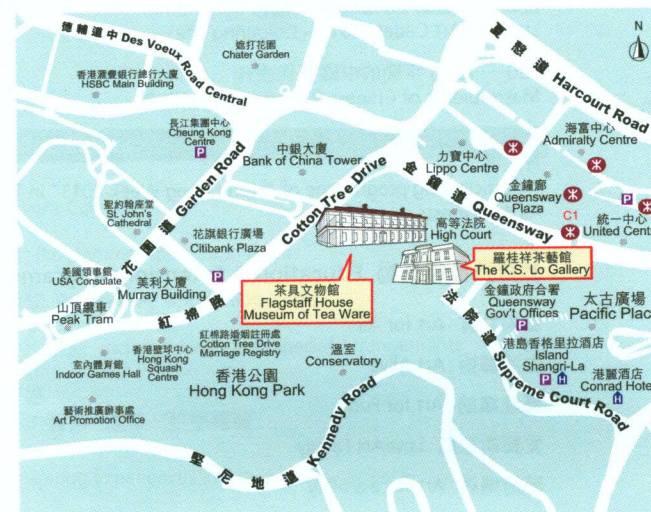 德輔道中 Des Voeux Road Central
遮打花園
Chater Garden
夏慤道 Harcourt Road
N
香港滙豐銀行總行大廈
HSBC Main Building
長江集團中心
Cheung Kong
Centre
P
中銀大廈
Bank of China Tower
力寶中心
Lippo Centre
海富中心
Admiralty Centre
金鐘道 Queensway
金鐘廊
Queensway
Plaza
P
C1
統一中心
United Cent
聖約翰座堂
St. John's
Cathedral
花園道 Garden Road
花旗銀行廣場
Citibank Plaza
紅棉路 Cotton Tree Drive
高等法院
High Court
羅桂祥茶藝館
The K.S. Lo Gallery
美國領事館
USA Consulate
美利大廈
Murray Building
P
茶具文物館
Flagstaff House
Museum of Tea Ware
金鐘政府合署
Queensway
Gov't Offices
P
太古廣場
Pacific Plac
山頂纜車
Peak Tram
紅棉路婚姻註冊處
Cotton Tree Drive
Marriage Registry
香港壁球中心
Hong Kong
Squash
Centre
室內體育館
Indoor Games Hall
溫室
Conservatory
香港公園
Hong Kong Park
港島香格里拉酒店
Island
Shangri-La
P H
港麗酒店
Conrad Hote
H
法院道 Supreme Court Road
藝術推廣辦事處
Art Promotion Office
堅尼地道 Kennedy Road